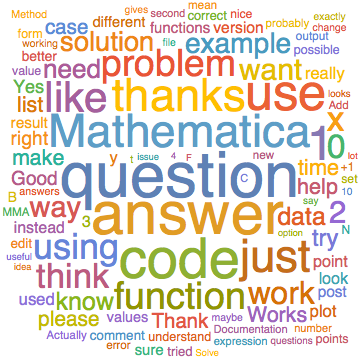 Method gives second mean nice exactly
form different correct probably change
working case functions version
file output
better solution example possible
value need problem want really looks
Yes like thanks use Add
list
result Mathematica x
right 10
make y t issue 4 F new time +1 lot
Good question C help set 10
answers
B way answer say
MMA 3 data 2 N
instead option
edit using code just try
useful
idea think function work point
used know look
please values Thank maybe Works plot post
Documentation number
Actually comment understand expression questions points
error sure tried Solve